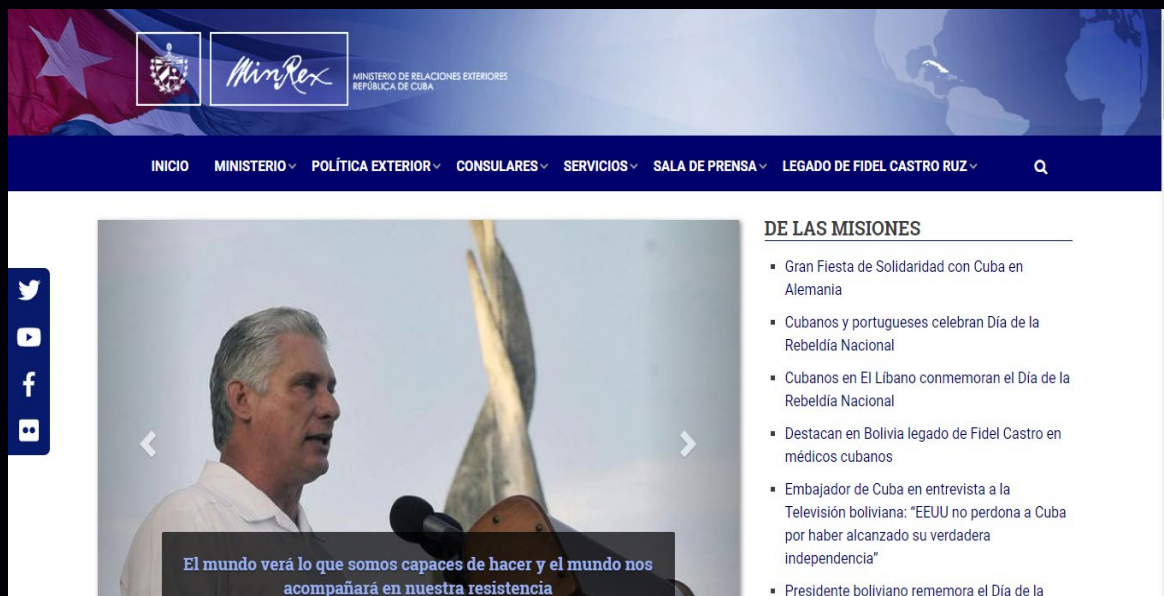 MinRex
MINISTERIO DE RELACIONES EXTERIORES
REPÚBLICA DE CUBA
INICIO MINISTERIO POLÍTICA EXTERIOR CONSULARES SERVICIOS SALA DE PRENSA LEGADO DE FIDEL CASTRO RUZ
El mundo verá lo que somos capaces de hacer y el mundo nos
acompañará en nuestra resistencia
DE LAS MISIONES
Gran Fiesta de Solidaridad con Cuba en
Alemania
Cubanos y portugueses celebran Día de la
Rebeldía Nacional
Cubanos en El Líbano conmemoran el Día de la
Rebeldía Nacional
Destacan en Bolivia legado de Fidel Castro en
médicos cubanos
Embajador de Cuba en entrevista a la
Televisión boliviana: “EEUU no perdona a Cuba
por haber alcanzado su verdadera
independencia”
Presidente boliviano rememora el Día de la